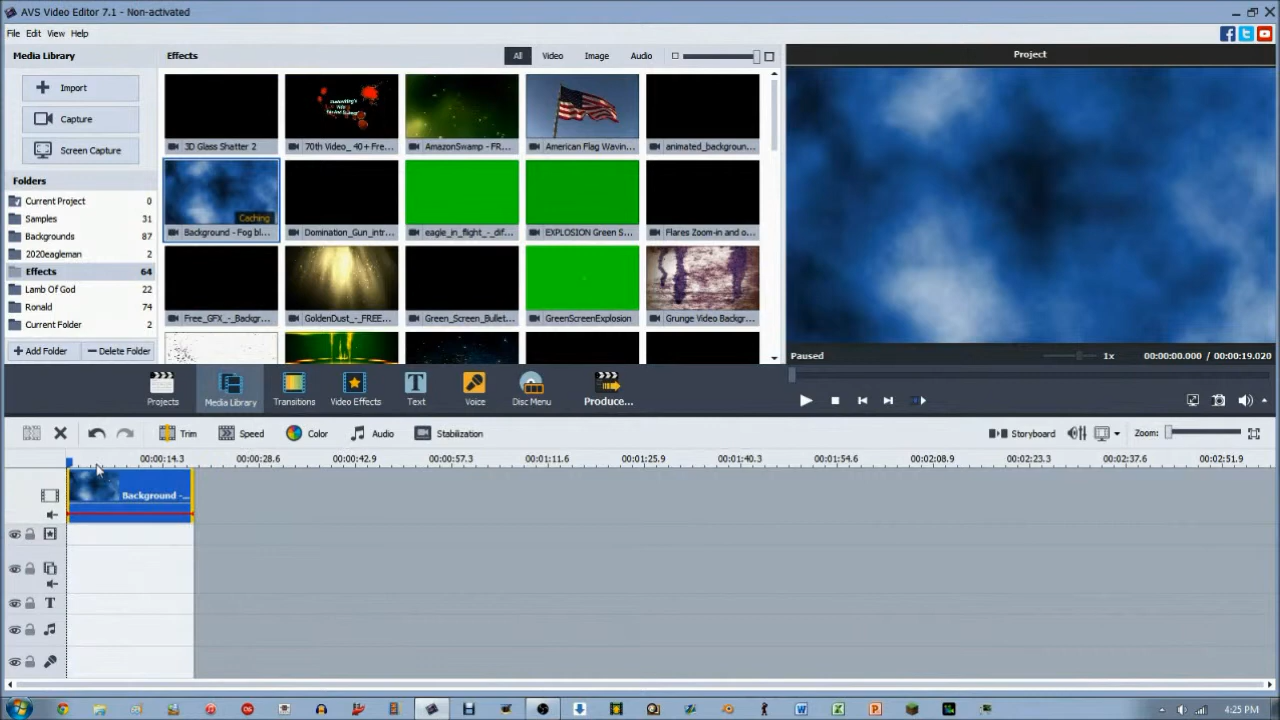 AVS Video Editor 7.1 - Non-activated
File Edit View Help
Media Library
Effects
All Video Image Audio
Project
Import
Capture
Screen Capture
Folders
Current Project 0
Samples 31
Backgrounds 87
2020eagleman 2
Effects 64
Lamb Of God 22
Ronald 74
Current Folder 2
Add Folder
Delete Folder
3D Glass Shatter 2
70th Video_ 40+ Fre...
AmazonSwamp - FR...
American Flag Wavin...
animated_backgroun...
Caching
Background - Fog bl...
Domination_Gun_intr...
eagle_in_flight_-_dif...
EXPLOSION Green S...
Flares Zoom-in and o...
Free_GFX_-_Backgr...
GoldenDust_-_FREE...
Green_Screen_Bullet...
GreenScreenExplosion
Grunge Video Backgr...
Paused
1x
00:00:00.000 / 00:00:19.020
Projects
Media Library
Transitions
Video Effects
Text
Voice
Disc Menu
Produce...
Trim
Speed
Color
Audio
Stabilization
Storyboard
Zoom:
00:00:14.3 00:00:28.6 00:00:42.9 00:00:57.3 00:01:11.6 00:01:25.9 00:01:40.3 00:01:54.6 00:02:08.9 00:02:23.3 00:02:37.6 00:02:51.9
Background -...
T
4:25 PM